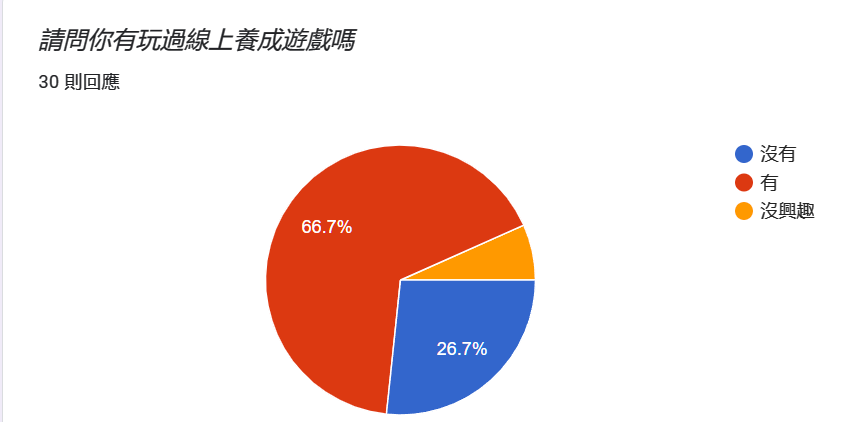 請問你有玩過線上養成遊戲嗎
30 則回應
沒有
有
沒興趣
66.7%
26.7%